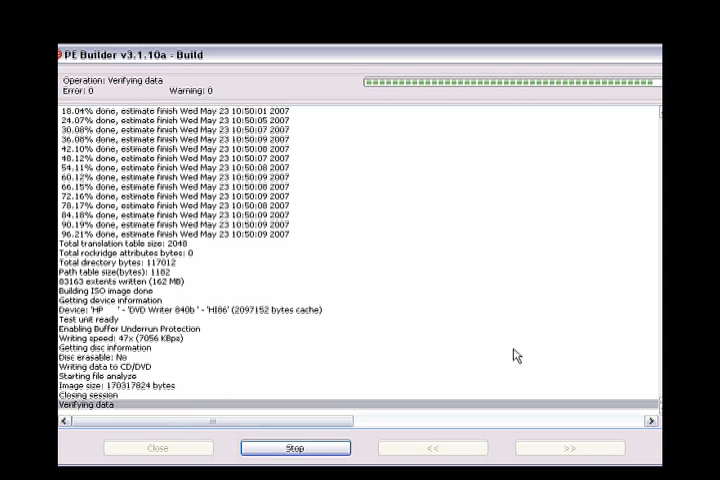 PE Builder v3.1.10a - Build
Operation: Verifying data
Error: 0 Warning: 0
18.04% done, estimate finish Wed May 23 10:50:01 2007
24.07% done, estimate finish Wed May 23 10:50:05 2007
30.08% done, estimate finish Wed May 23 10:50:07 2007
36.08% done, estimate finish Wed May 23 10:50:09 2007
42.10% done, estimate finish Wed May 23 10:50:08 2007
48.12% done, estimate finish Wed May 23 10:50:07 2007
54.11% done, estimate finish Wed May 23 10:50:08 2007
60.12% done, estimate finish Wed May 23 10:50:09 2007
66.15% done, estimate finish Wed May 23 10:50:08 2007
72.16% done, estimate finish Wed May 23 10:50:09 2007
78.17% done, estimate finish Wed May 23 10:50:08 2007
84.18% done, estimate finish Wed May 23 10:50:09 2007
90.19% done, estimate finish Wed May 23 10:50:09 2007
96.21% done, estimate finish Wed May 23 10:50:09 2007
Total translation table size: 2048
Total rockridge attributes bytes: 0
Total directory bytes: 117012
Path table size(bytes): 1182
83163 extents written (162 MB)
Building ISO image done
Getting device information
Device: 'HP ' - 'DVD Writer 840b ' - 'HI86' (2097152 bytes cache)
Test unit ready
Enabling Buffer Underrun Protection
Writing speed: 47x (7056 KBps)
Getting disc information
Disc erasable: No
Writing data to CD/DVD
Starting file analyze
Image size: 170317824 bytes
Closing session
Verifying data
Close Stop << >>